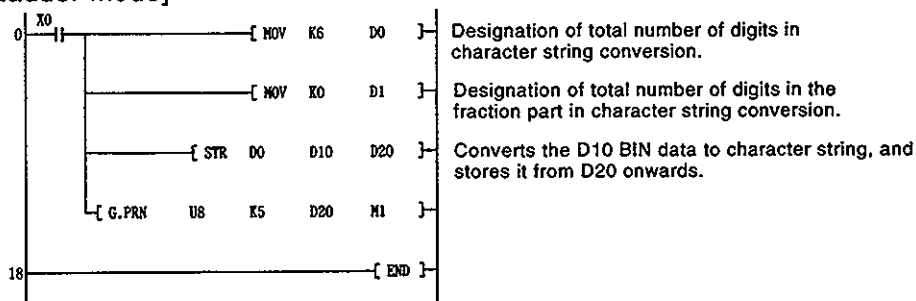 X0
0 [ MOV K6 D0 ] Designation of total number of digits in
character string conversion.
[ MOV K0 D1 ] Designation of total number of digits in the
fraction part in character string conversion.
[ STR D0 D10 D20 ] Converts the D10 BIN data to character string, and
stores it from D20 onwards.
[ G.PRN U8 K5 D20 M1 ]
18 [ END ]